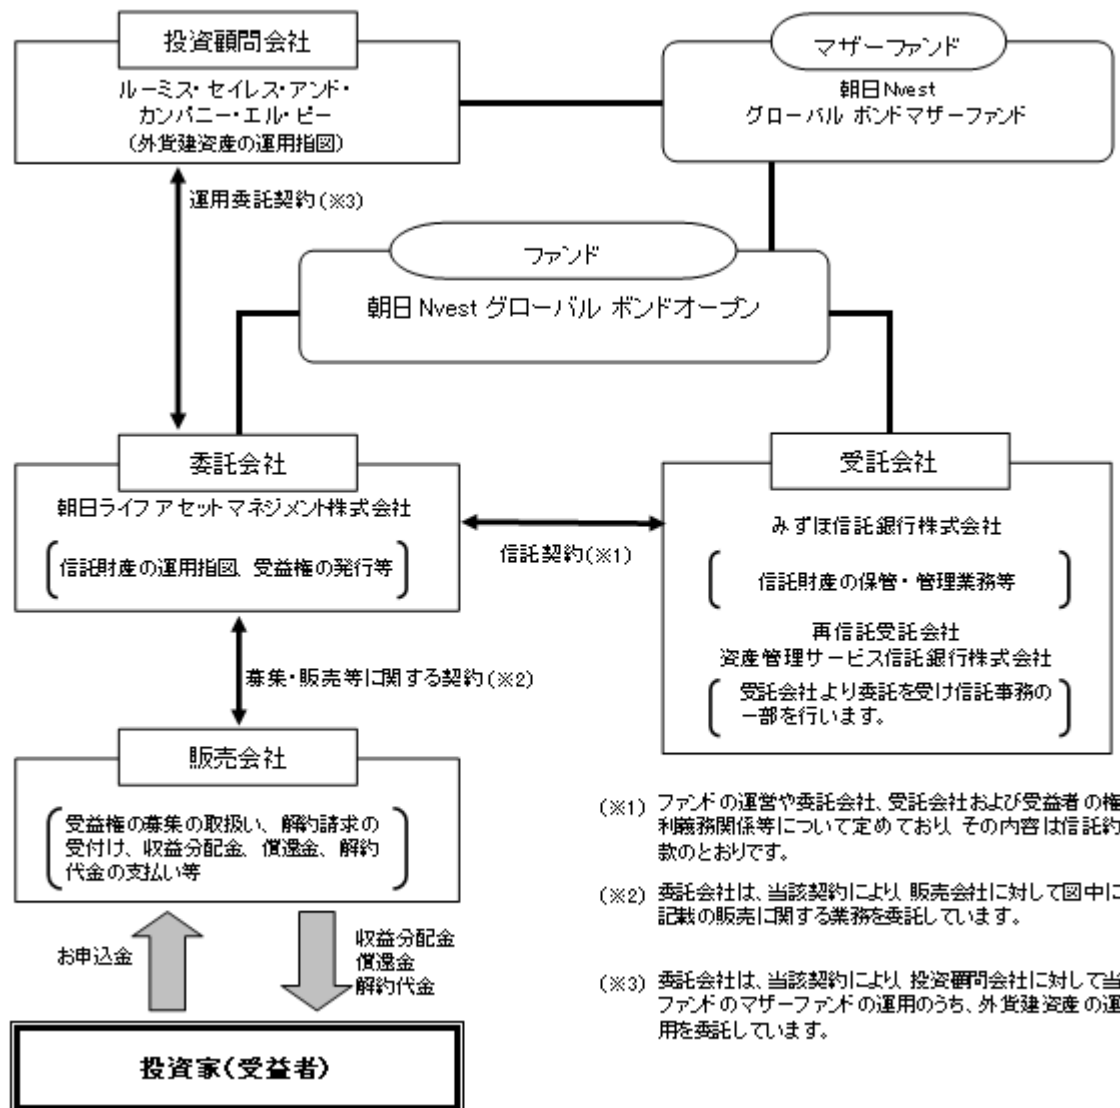 投資顧問会社
ルーミス・セイレス・アンド・
カンパニー・エル・ピー
(外貨建資産の運用指図)
マザーファンド
朝日Nvest
グローバル ボンドマザーファンド
運用委託契約(※3)
ファンド
朝日Nvest グローバル ボンドオープン
委託会社
朝日ライフ アセット マネジメント株式会社
信託財産の運用指図、受益権の発行等
信託契約(※1)
受託会社
みずほ信託銀行株式会社
信託財産の保管・管理業務等
再信託受託会社
資産管理サービス信託銀行株式会社
受託会社より委託を受け信託事務の
一部を行います。
募集・販売等に関する契約(※2)
販売会社
受益権の募集の取扱い、解約請求の
受付け、収益分配金、償還金、解約
代金の支払い等
お申込金
収益分配金
償還金
解約代金
投資家(受益者)
(※1) ファンドの運営や委託会社、受託会社および受益者の権
利義務関係等について定めており、その内容は信託約
款のとおりです。
(※2) 委託会社は、当該契約により、販売会社に対して図中に
記載の販売に関する業務を委託しています。
(※3) 委託会社は、当該契約により、投資顧問会社に対して当
ファンドのマザーファンドの運用のうち、外貨建資産の運
用を委託しています。